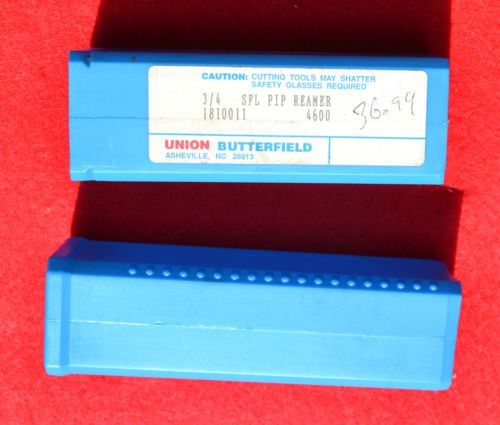 CAUTION: CUTTING TOOLS MAY SHATTER
SAFETY GLASSES REQUIRED
3/4 SFL PIP REAMER
1810011 4600
36.99
UNION BUTTERFIELD
ASHEVILLE, NC 28813